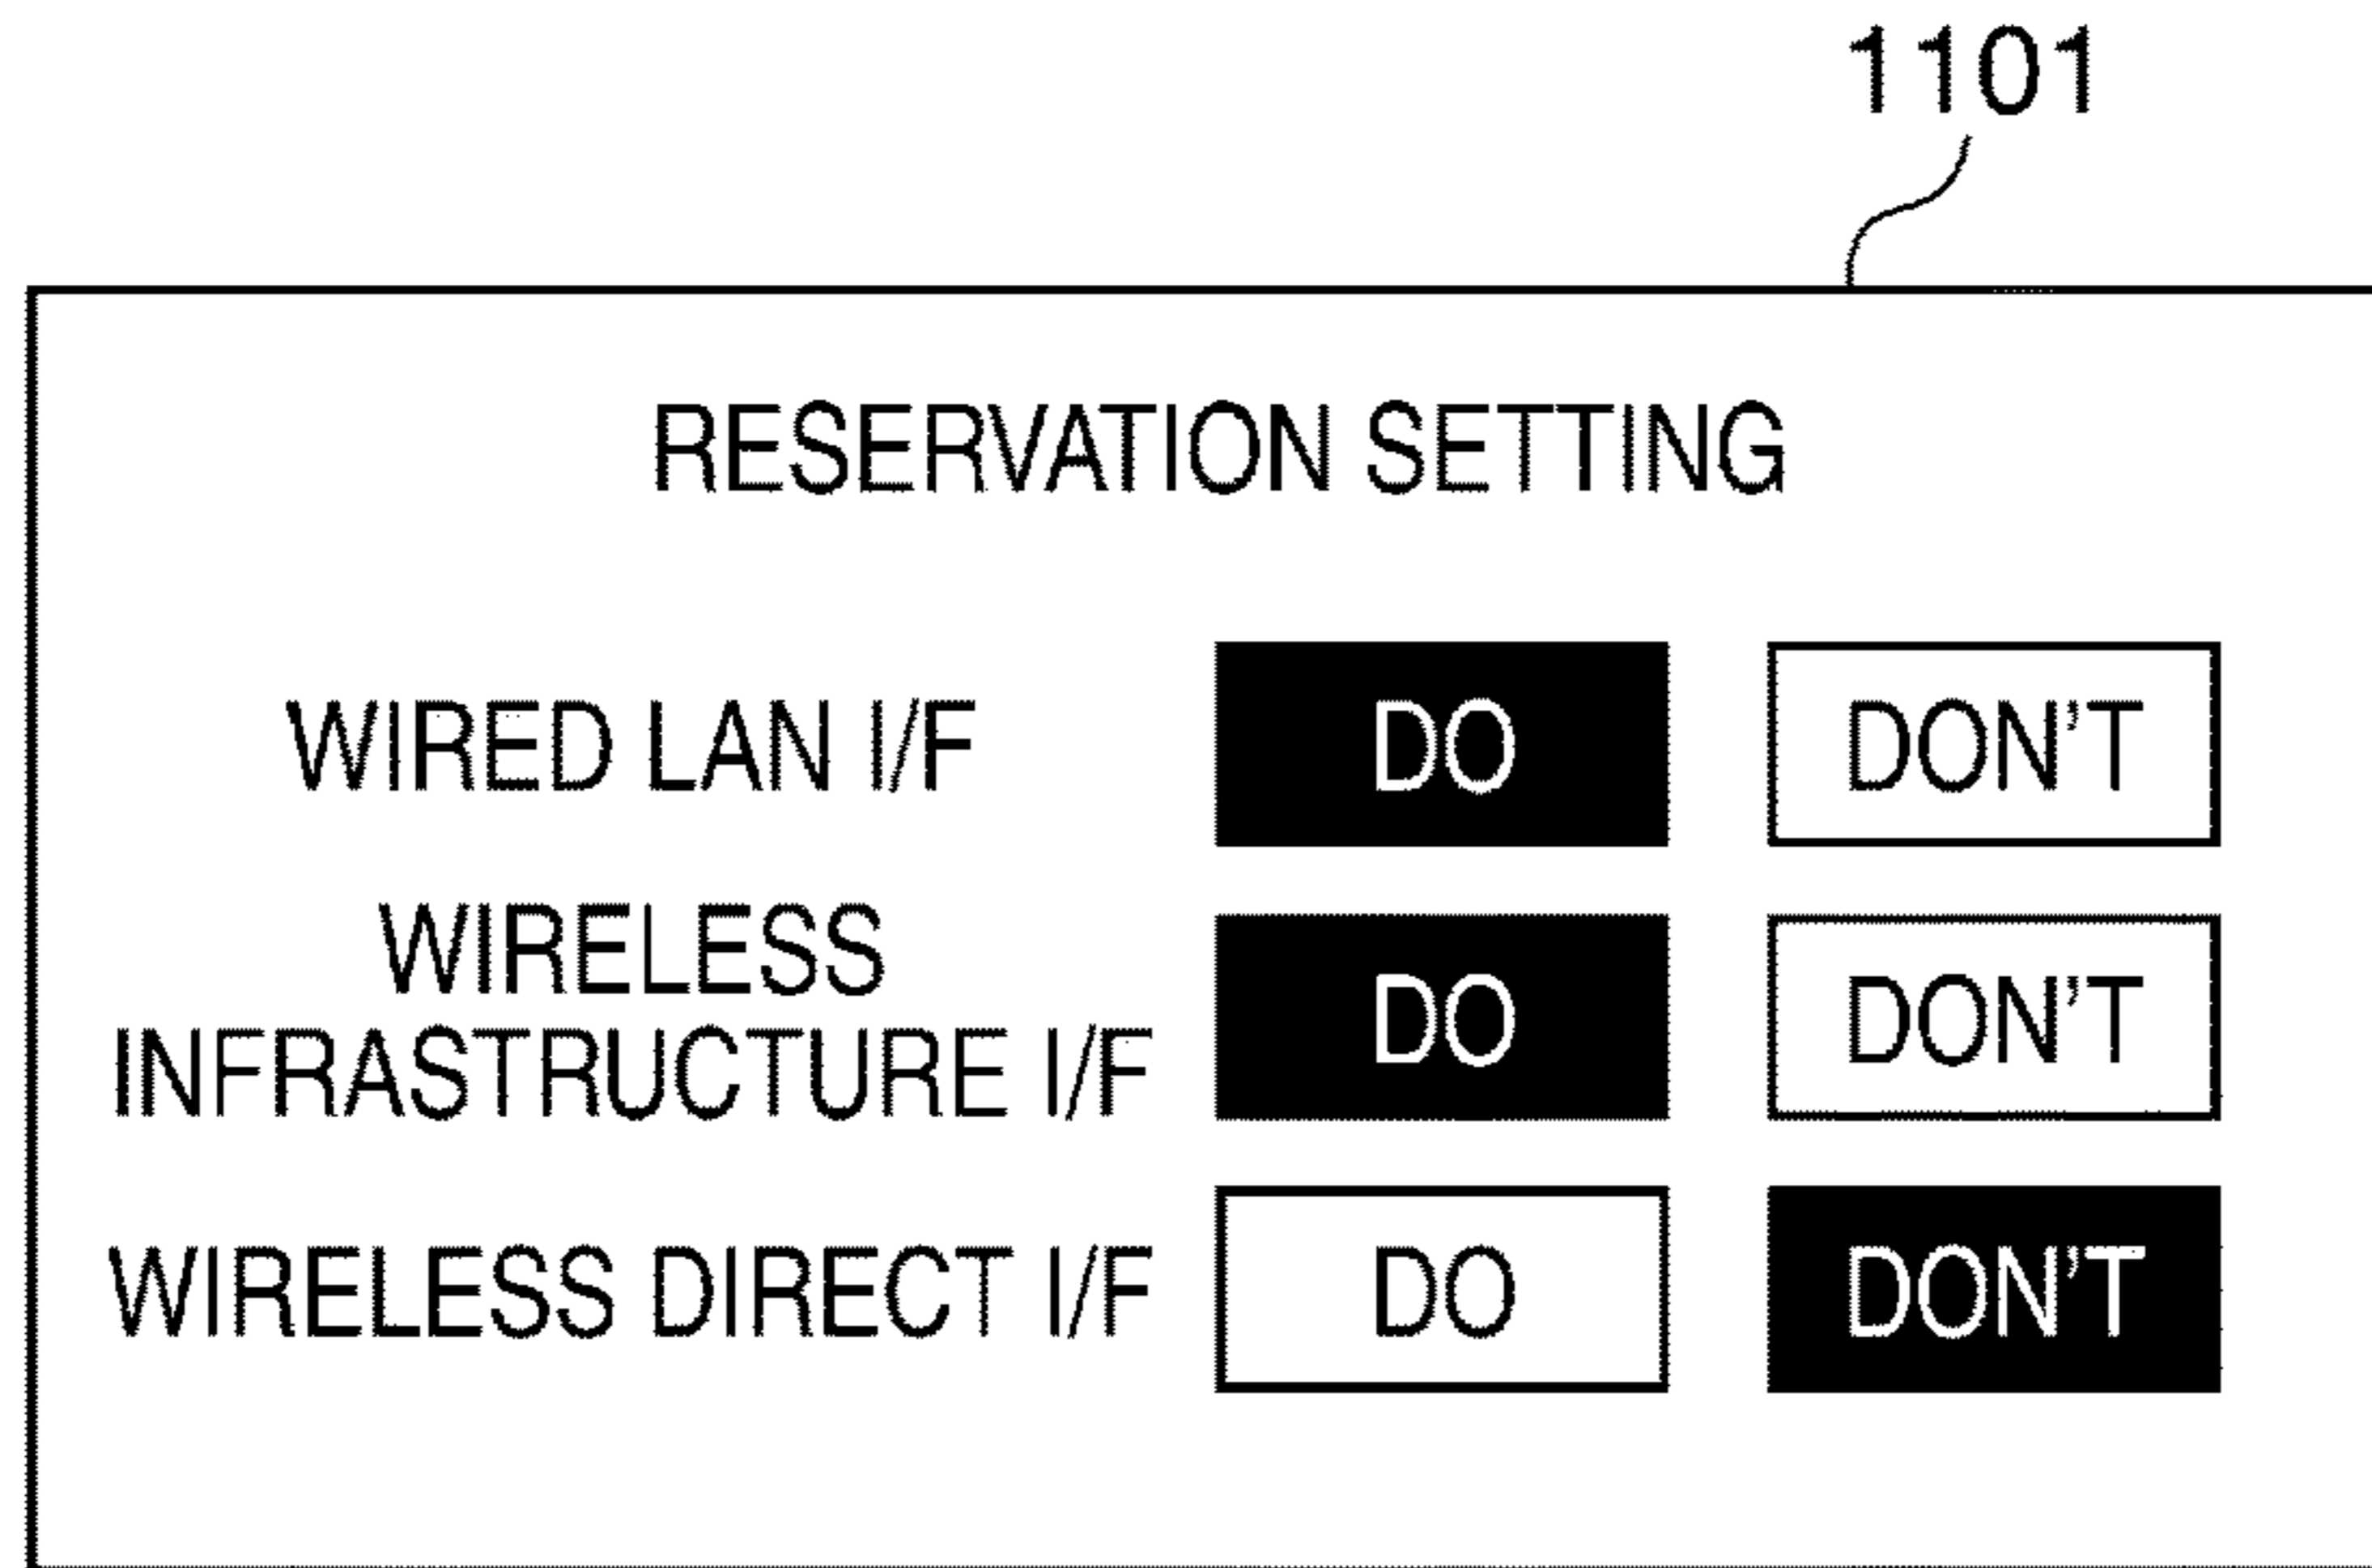 1101
RESERVATION SETTING
WIRED LAN I/F DO DON'T
WIRELESS
INFRASTRUCTURE I/F DO DON'T
WIRELESS DIRECT I/F DO DON'T